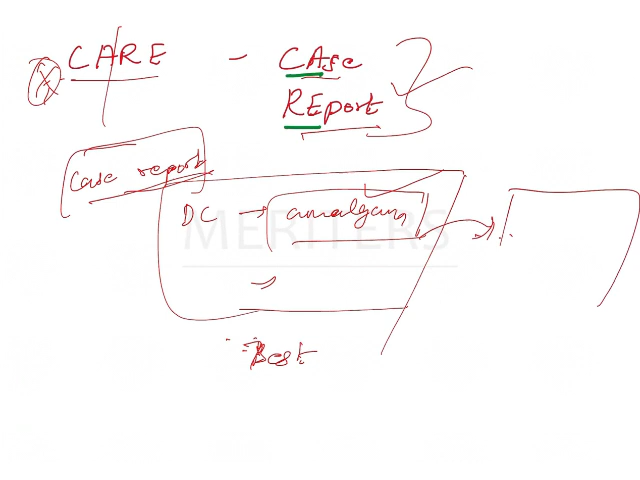 CARE - CAse
REport
Case report
DC → amalgam
MERITERS
Best